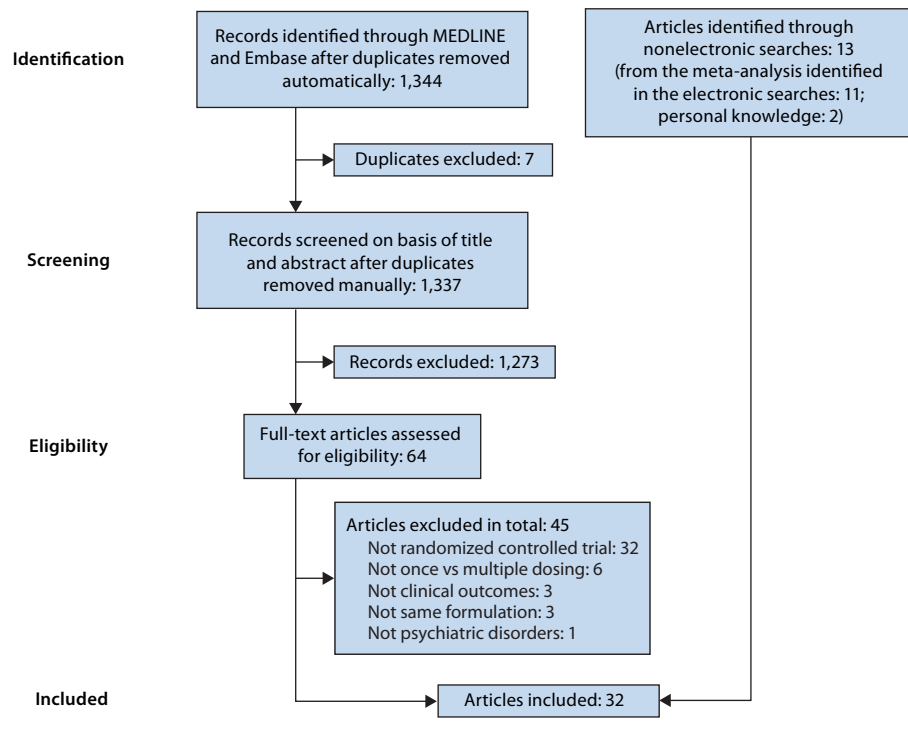 Identification
Records identified through MEDLINE
and Embase after duplicates removed
automatically: 1,344
Articles identified through
nonelectronic searches: 13
(from the meta-analysis identified
in the electronic searches: 11;
personal knowledge: 2)
Duplicates excluded: 7
Screening
Records screened on basis of title
and abstract after duplicates
removed manually: 1,337
Records excluded: 1,273
Eligibility
Full-text articles assessed
for eligibility: 64
Articles excluded in total: 45
Not randomized controlled trial: 32
Not once vs multiple dosing: 6
Not clinical outcomes: 3
Not same formulation: 3
Not psychiatric disorders: 1
Included
Articles included: 32